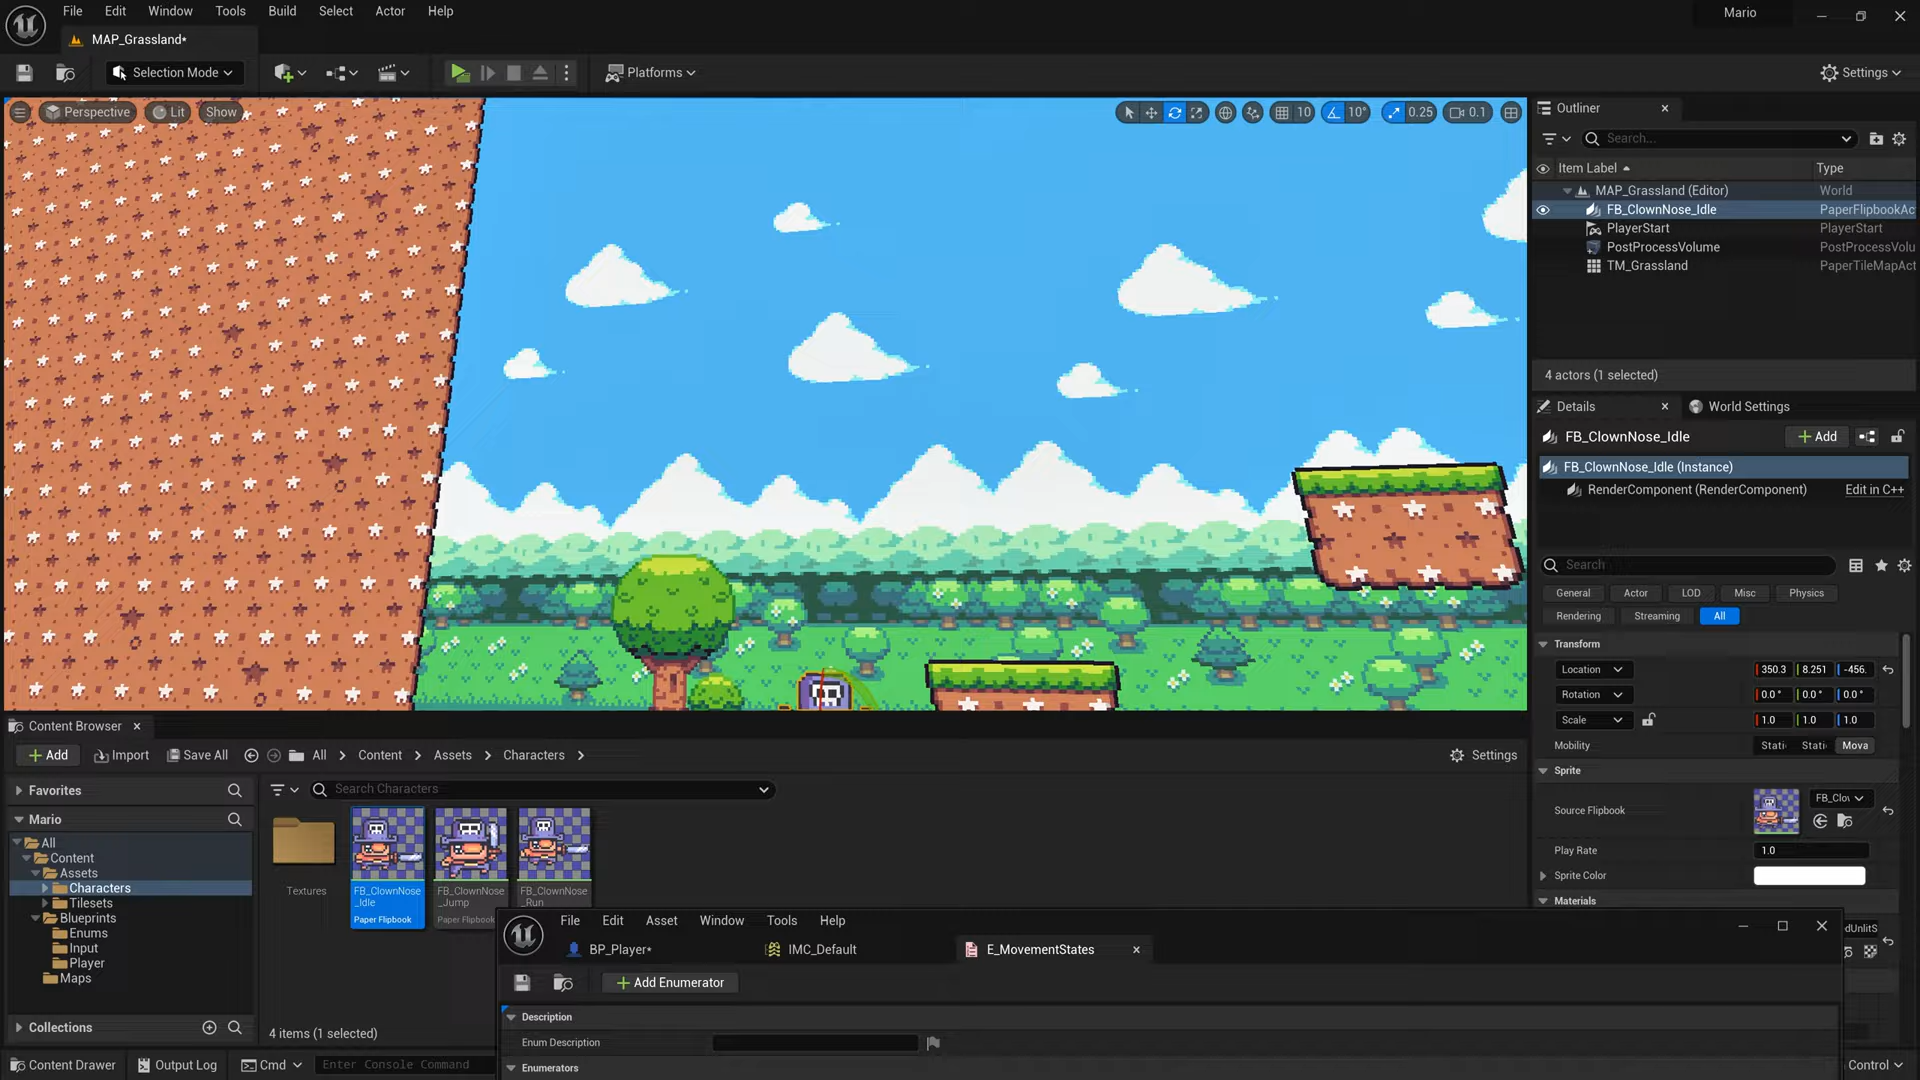 File Edit Window Tools Build Select Actor Help
Mario
MAP_Grassland*
Selection Mode
Platforms
Settings
Perspective Lit Show
10 10° 0.25 0.1
Outliner
Search...
Item Label Type
MAP_Grassland (Editor) World
FB_ClownNose_Idle PaperFlipbookAc
PlayerStart PlayerStart
PostProcessVolume PostProcessVolu
TM_Grassland PaperTileMapAct
4 actors (1 selected)
Details World Settings
FB_ClownNose_Idle Add
FB_ClownNose_Idle (Instance)
RenderComponent (RenderComponent) Edit in C++
Search
General Actor LOD Misc Physics
Rendering Streaming All
Transform
Location 350.3 8.251 -456.
Rotation 0.0° 0.0° 0.0°
Scale 1.0 1.0 1.0
Mobility Stati Stati Mova
Sprite
Source Flipbook FB_Clo
Play Rate 1.0
Sprite Color
Materials
dUnlitS
Content Browser
Add Import Save All All Content Assets Characters Settings
Favorites
Search Characters
Mario
All
Content
Assets
Characters
Tilesets
Blueprints
Enums
Input
Player
Maps
Collections
Textures
FB_ClownNose_Idle
Paper Flipbook
FB_ClownNose_Jump
Paper Flipbook
FB_ClownNose_Run
4 items (1 selected)
File Edit Asset Window Tools Help
BP_Player* IMC_Default E_MovementStates
Add Enumerator
Description
Enum Description
Enumerators
Content Drawer Output Log Cmd Enter Console Command
Control